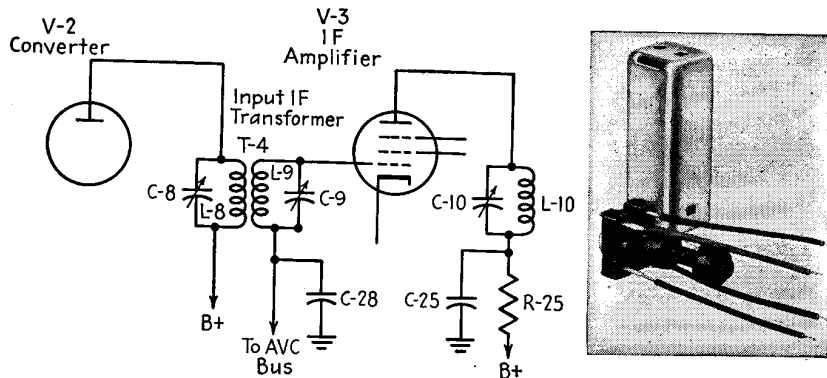 V-2
Converter
V-3
IF
Amplifier
Input IF
Transformer
T-4
C-8
L-8
L-9
C-9
C-10
L-10
C-28
C-25
R-25
B+
To AVC
Bus
B+